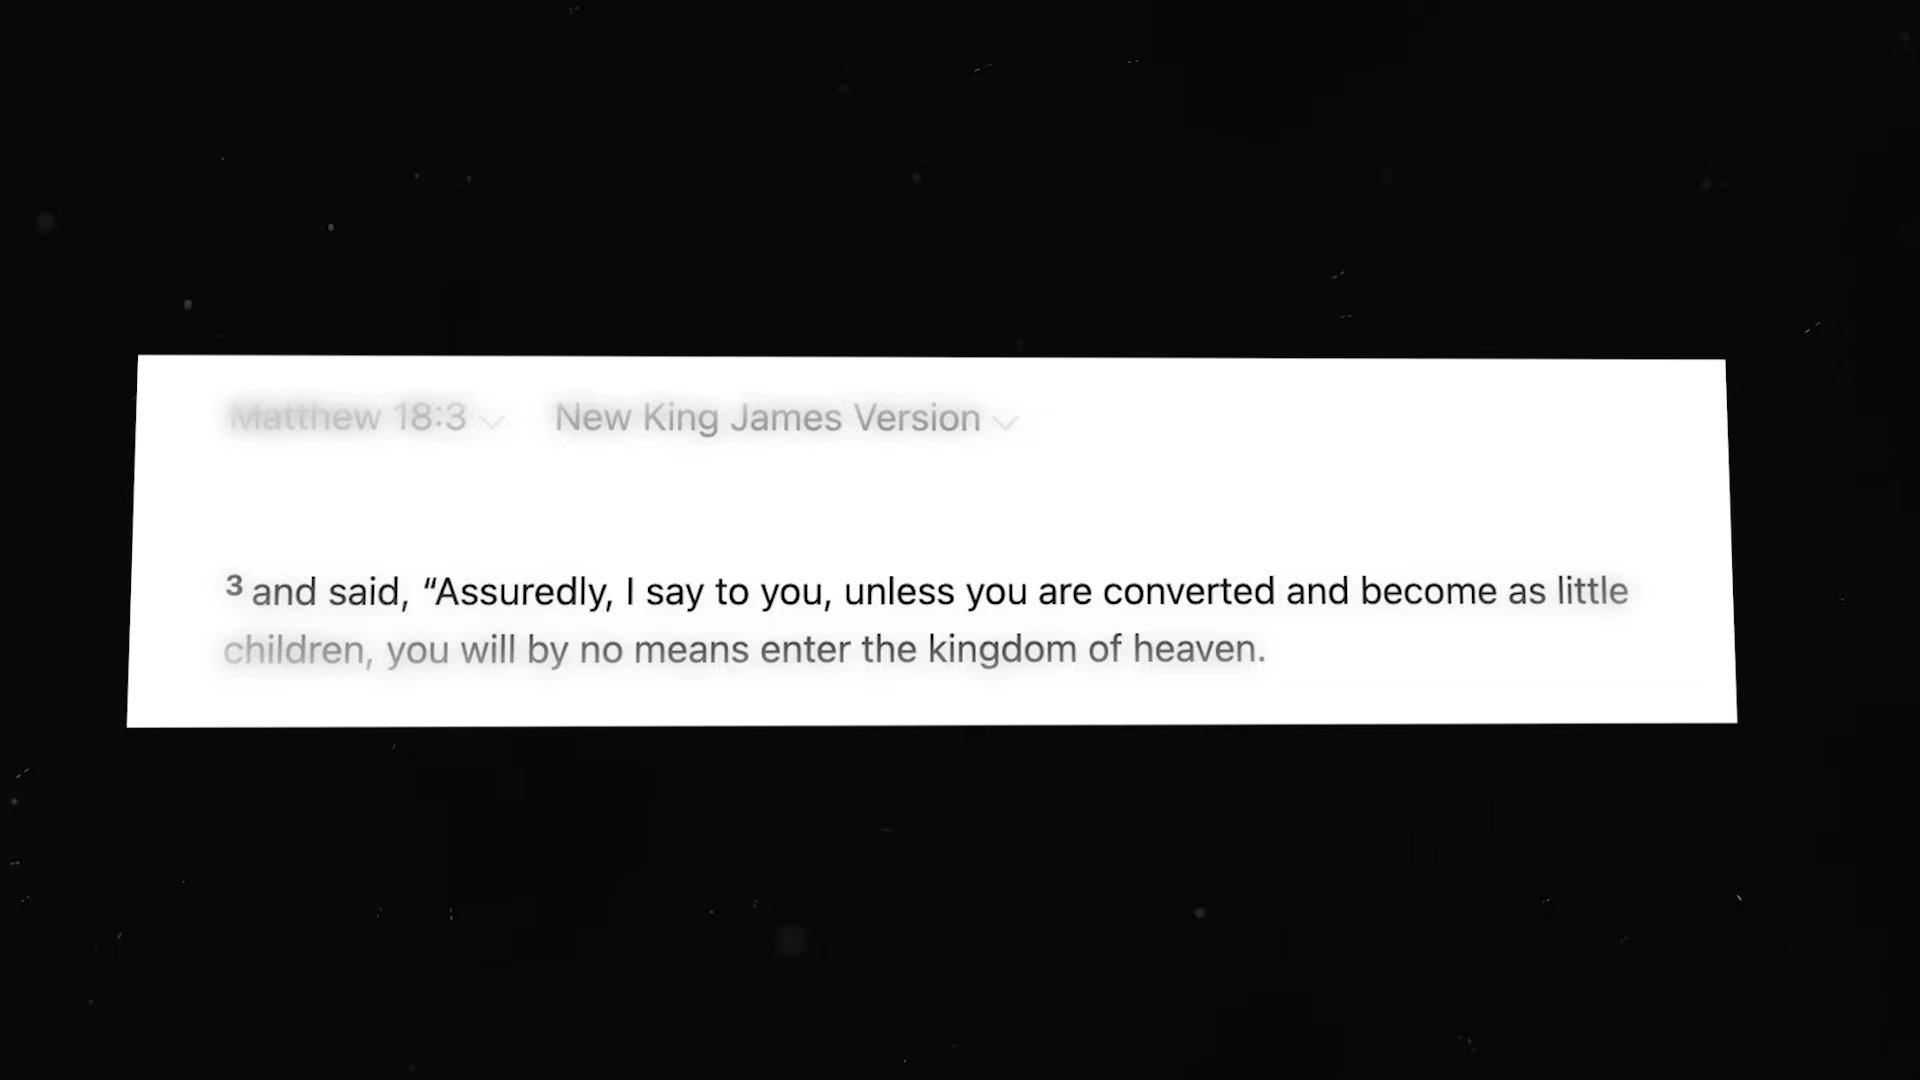 Matthew 18:3 New King James Version
3 and said, “Assuredly, I say to you, unless you are converted and become as little
children, you will by no means enter the kingdom of heaven.